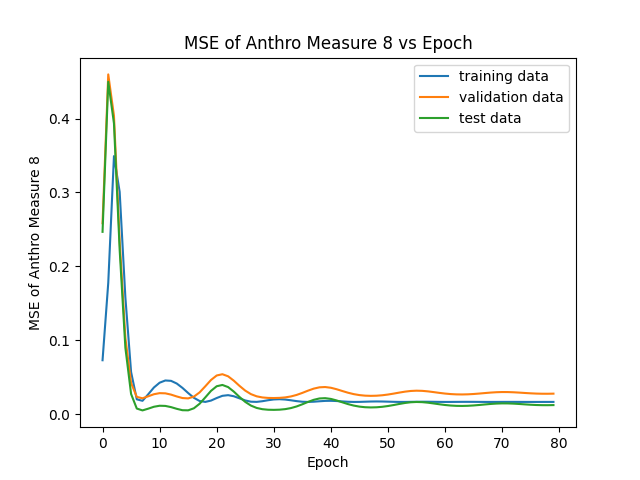 MSE of Anthro Measure 8 vs Epoch
training data
validation data
test data
MSE of Anthro Measure 8
0.4
0.3
0.2
0.1
0.0
0 10 20 30 40 50 60 70 80
Epoch